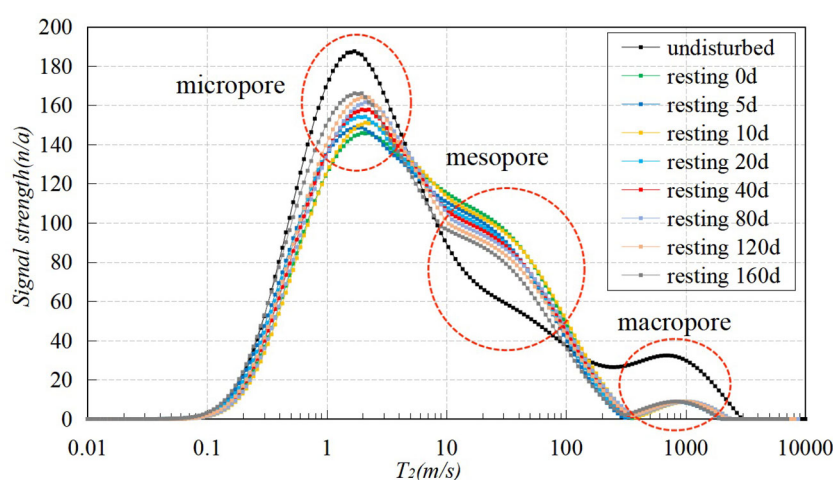 200
180
160
140
120
100
80
60
40
20
0
Signal strength(n/a)
micropore
mesopore
macropore
undisturbed
resting 0d
resting 5d
resting 10d
resting 20d
resting 40d
resting 80d
resting 120d
resting 160d
0.01 0.1 1 10 100 1000 10000
T2(m/s)